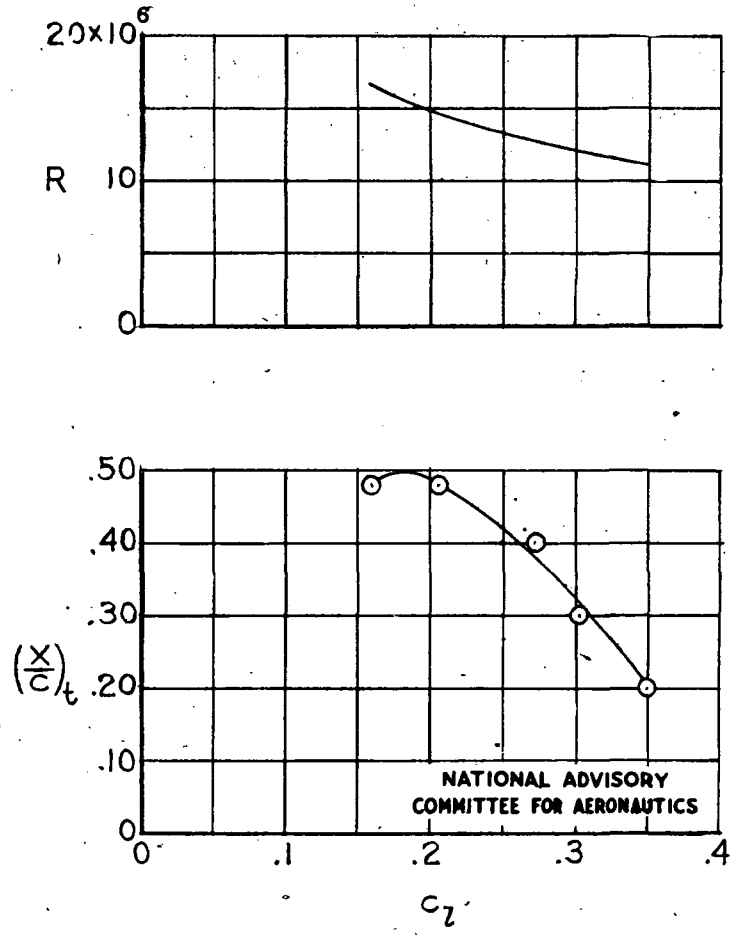 20×10⁶
R 10
0
.50
.40
.30
(x/c)t .20
.10
NATIONAL ADVISORY
COMMITTEE FOR AERONAUTICS
0
0 .1 .2 .3 .4
cl